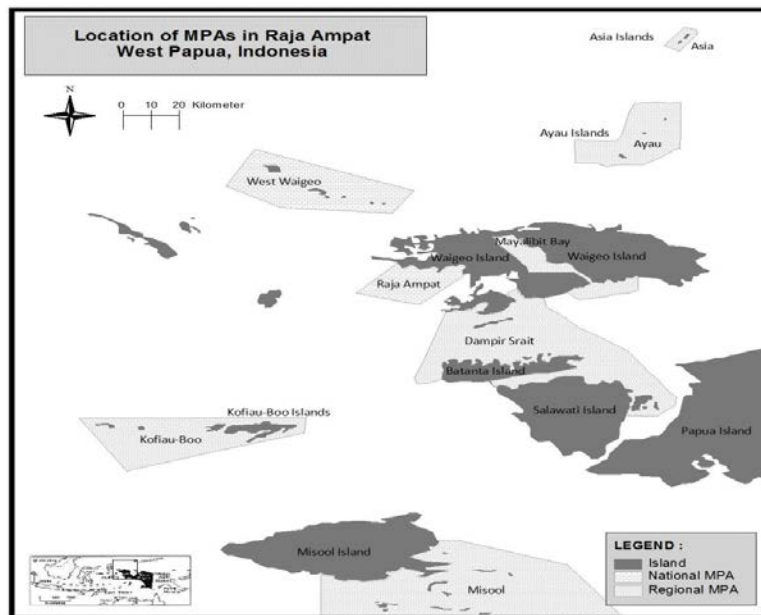 Location of MPAs in Raja Ampat
West Papua, Indonesia
Asia Islands
Asia
N
0 10 20 Kilometer
Ayau Islands
Ayau
West Waigeo
Mayalibit Bay
Waigeo Island
Waigeo Island
Raja Ampat
Dampir Srait
Batanta Island
Salawati Island
Papua Island
Kofiau-Boo Islands
Kofiau-Boo
Misool Island
Misool
LEGEND :
Island
National MPA
Regional MPA